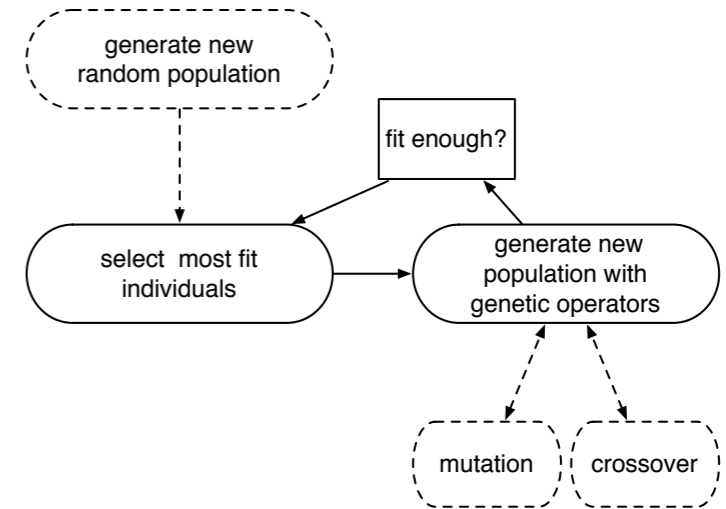 generate new
random population
fit enough?
select  most fit
individuals
generate new
population with
genetic operators
mutation
crossover